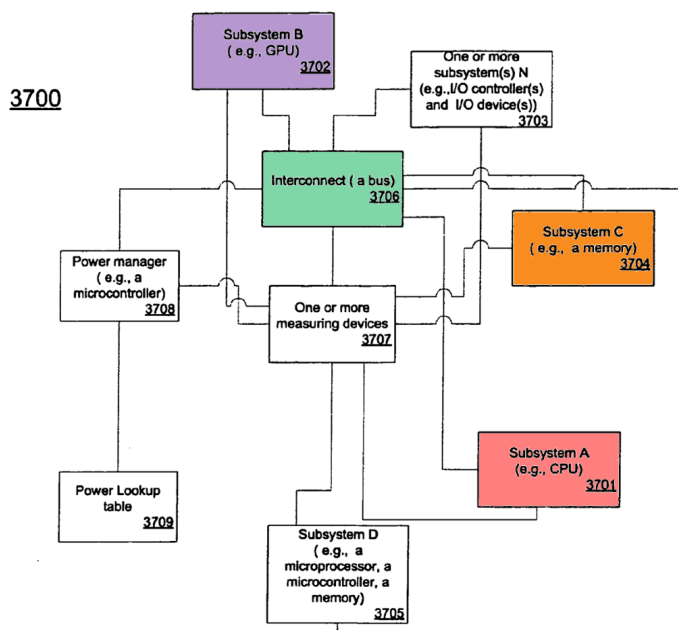 3700
Subsystem B
( e.g., GPU)
3702
One or more
subsystem(s) N
(e.g.,I/O controller(s)
and I/O device(s))
3703
Interconnect ( a bus)
3706
Subsystem C
( e.g., a memory)
3704
Power manager
( e.g., a
microcontroller)
3708
One or more
measuring devices
3707
Subsystem A
(e.g., CPU)
3701
Power Lookup
table
3709
Subsystem D
( e.g., a
microprocessor, a
microcontroller, a
memory)
3705